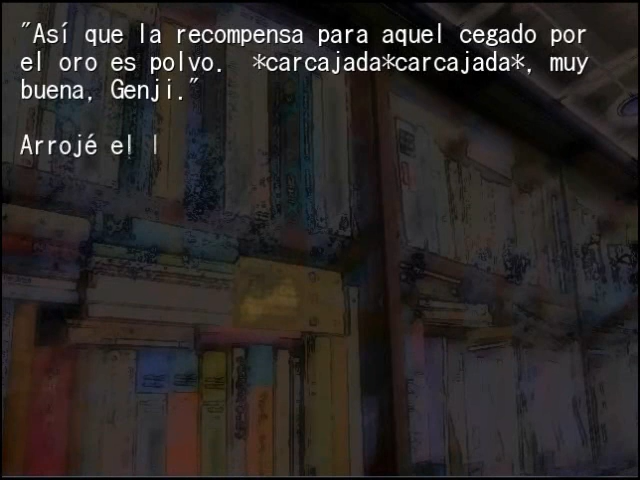 "Así que la recompensa para aquel cegado por
el oro es polvo.  *carcajada*carcajada*, muy
buena, Genji."
Arrojé el